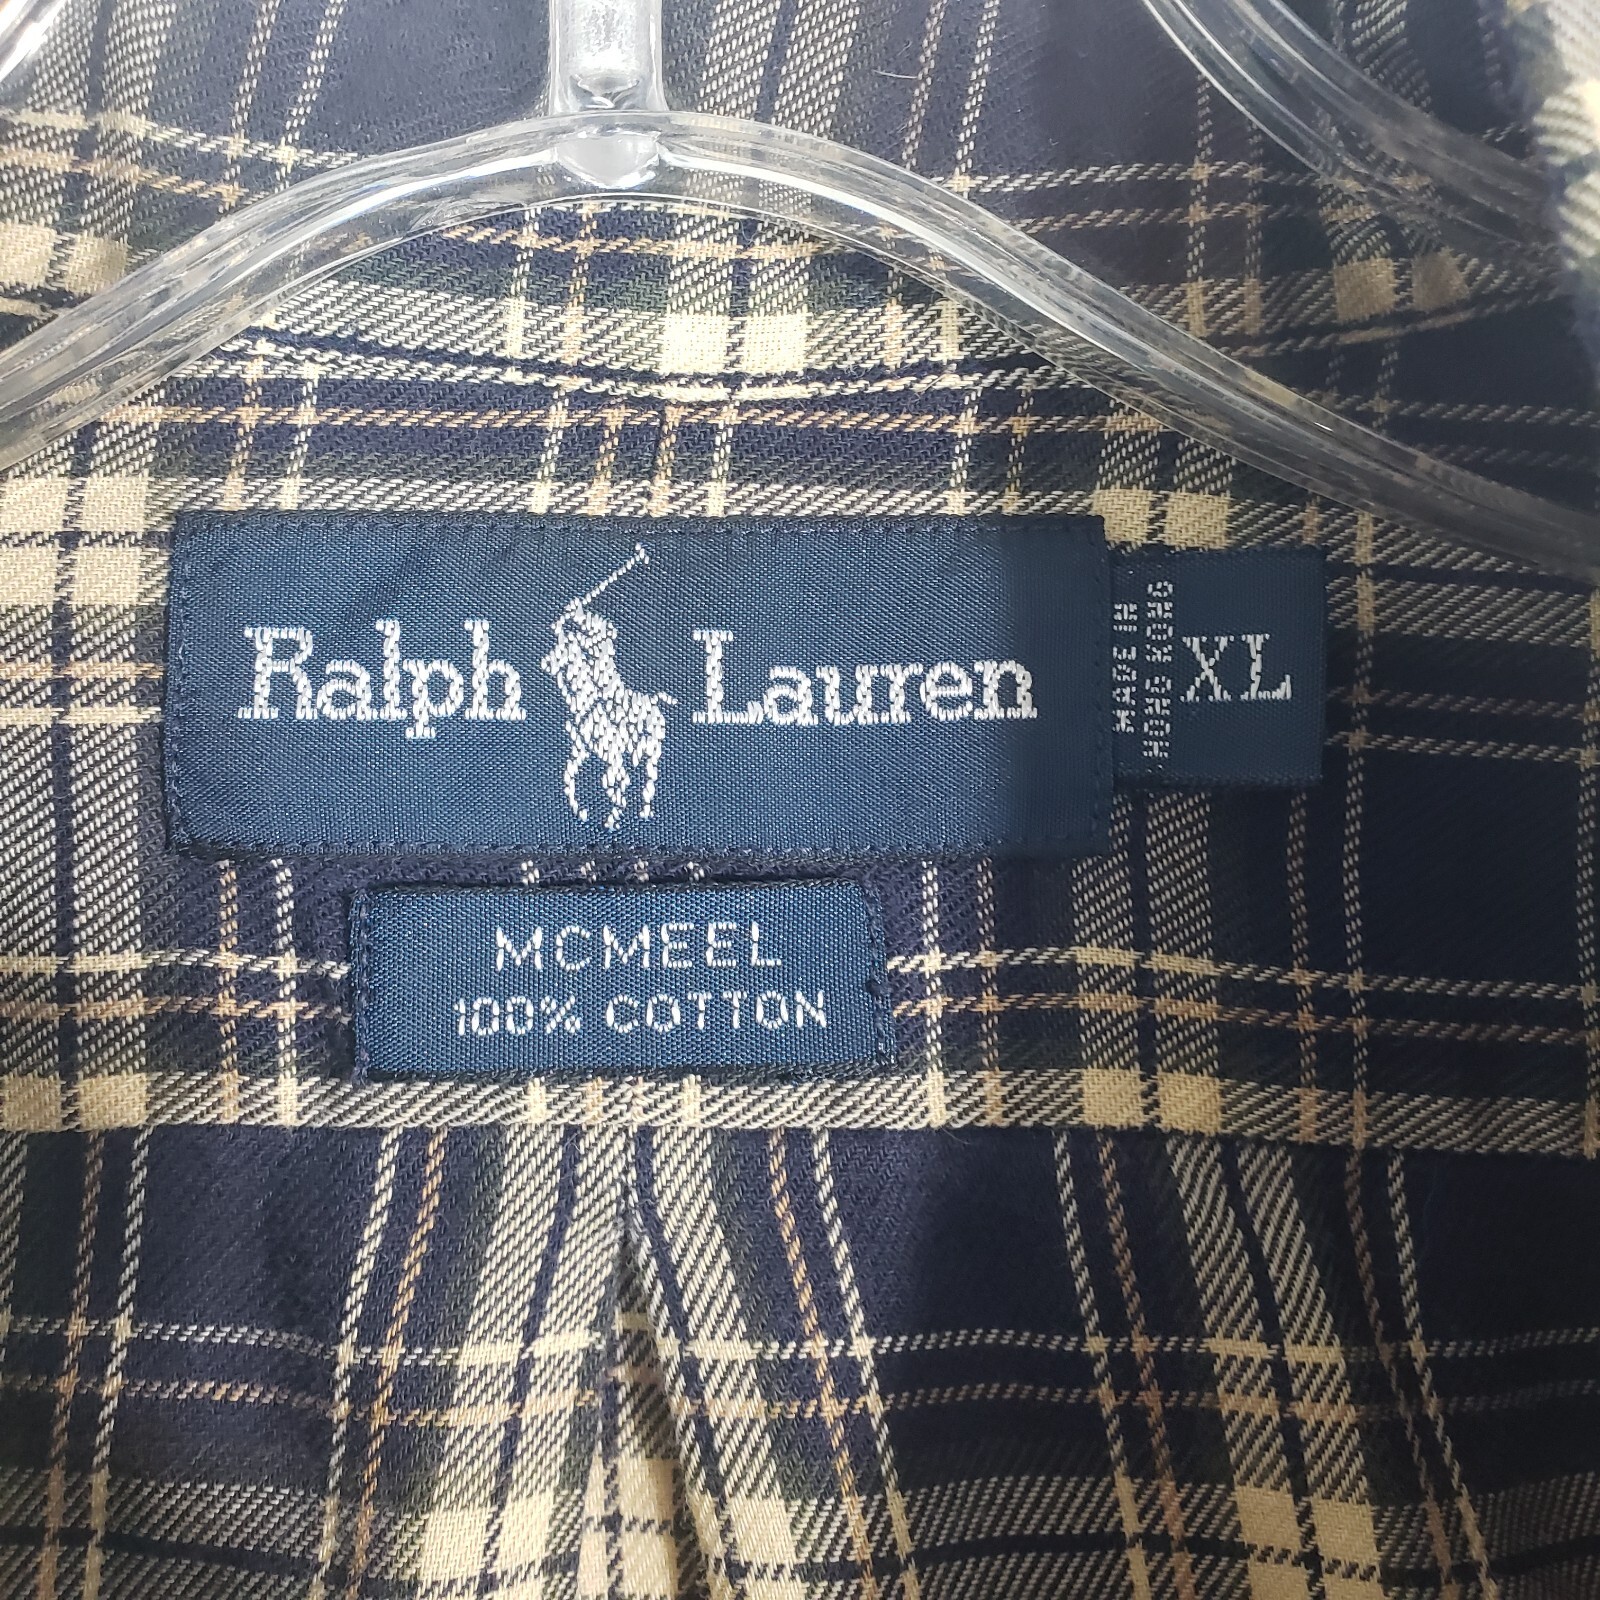 Ralph Lauren
MADE IN
HONG KONG
XL
MCMEEL
100% COTTON